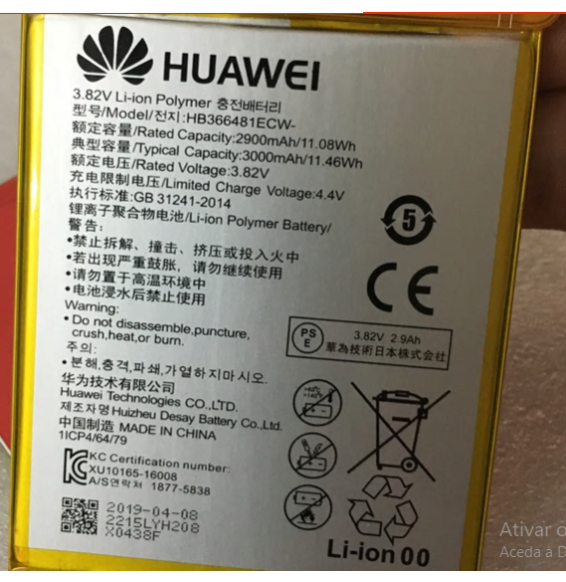 HUAWEI
3.82V Li-ion Polymer 충전배터리
型号/Model/전지:HB366481ECW-
额定容量/Rated Capacity:2900mAh/11.08Wh
典型容量/Typical Capacity:3000mAh/11.46Wh
额定电压/Rated Voltage:3.82V
充电限制电压/Limited Charge Voltage:4.4V
执行标准:GB 31241-2014
锂离子聚合物电池/Li-ion Polymer Battery/
警告:
•禁止拆解、撞击、挤压或投入火中
•若出现严重鼓胀，请勿继续使用
•请勿置于高温环境中
•电池浸水后禁止使用
Warning:
• Do not disassemble,puncture,
crush,heat,or burn.
주의:
• 분해,충격,파쇄,가열하지마시오.
华为技术有限公司
Huawei Technologies CO.,LTD.
제조자명 Huizheu Desay Battery Co.,Ltd.
中国制造 MADE IN CHINA
1ICP4/64/79
KC Certification number:
XU10165-16008
A/S연락처 1877-5838
2019-04-08
2215LYH208
X0438F
5
CE
PS
E
3.82V 2.9Ah
華為技術日本株式会社
Li-ion 00
Ativar o
Aceda a D